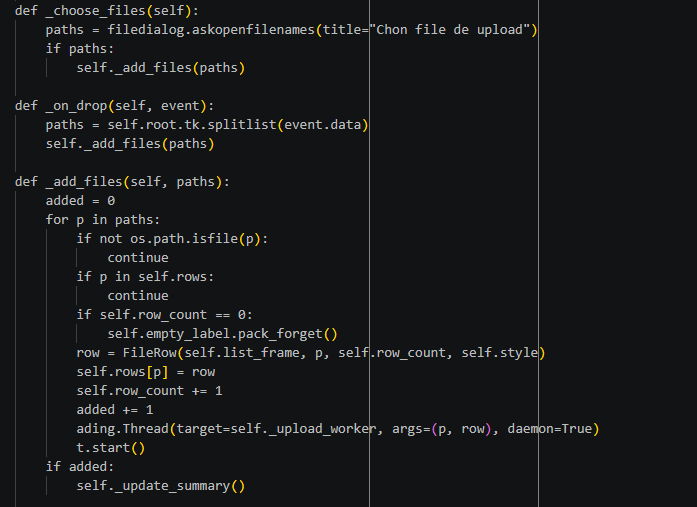 def _choose_files(self):
    paths = filedialog.askopenfilenames(title="Chon file de upload")
    if paths:
        self._add_files(paths)
def _on_drop(self, event):
    paths = self.root.tk.splitlist(event.data)
    self._add_files(paths)
def _add_files(self, paths):
    added = 0
    for p in paths:
        if not os.path.isfile(p):
            continue
        if p in self.rows:
            continue
        if self.row_count == 0:
            self.empty_label.pack_forget()
        row = FileRow(self.list_frame, p, self.row_count, self.style)
        self.rows[p] = row
        self.row_count += 1
        added += 1
        ading.Thread(target=self._upload_worker, args=(p, row), daemon=True)
        t.start()
    if added:
        self._update_summary()